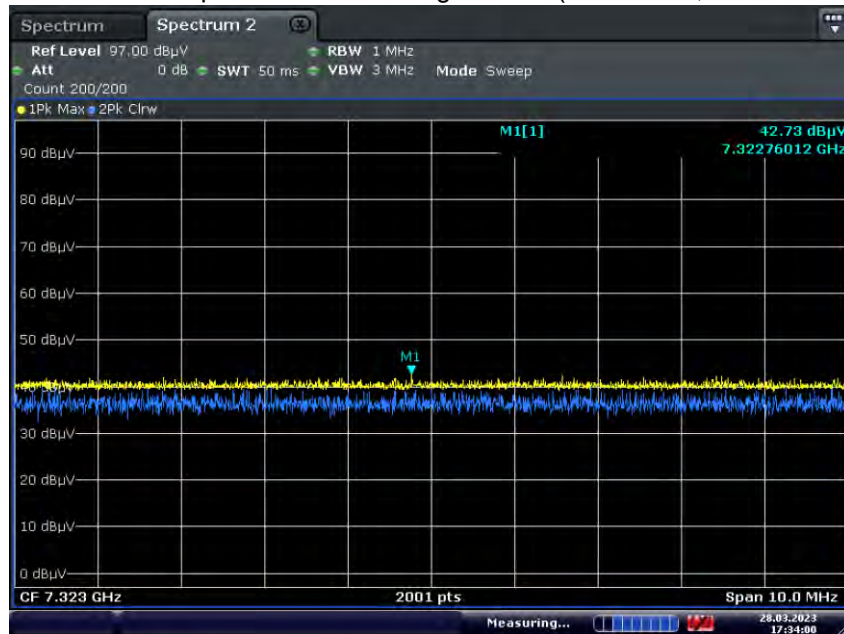 Spectrum Spectrum 2
Ref Level 97.00 dBµV RBW 1 MHz
Att 0 dB SWT 50 ms VBW 3 MHz Mode Sweep
Count 200/200
1Pk Max 2Pk Clrw
M1[1] 42.73 dBµV
7.32276012 GHz
90 dBµV
80 dBµV
70 dBµV
60 dBµV
50 dBµV
M1
30 dBµV
20 dBµV
10 dBµV
0 dBµV
CF 7.323 GHz 2001 pts Span 10.0 MHz
Measuring... 28.03.2023
17:34:00